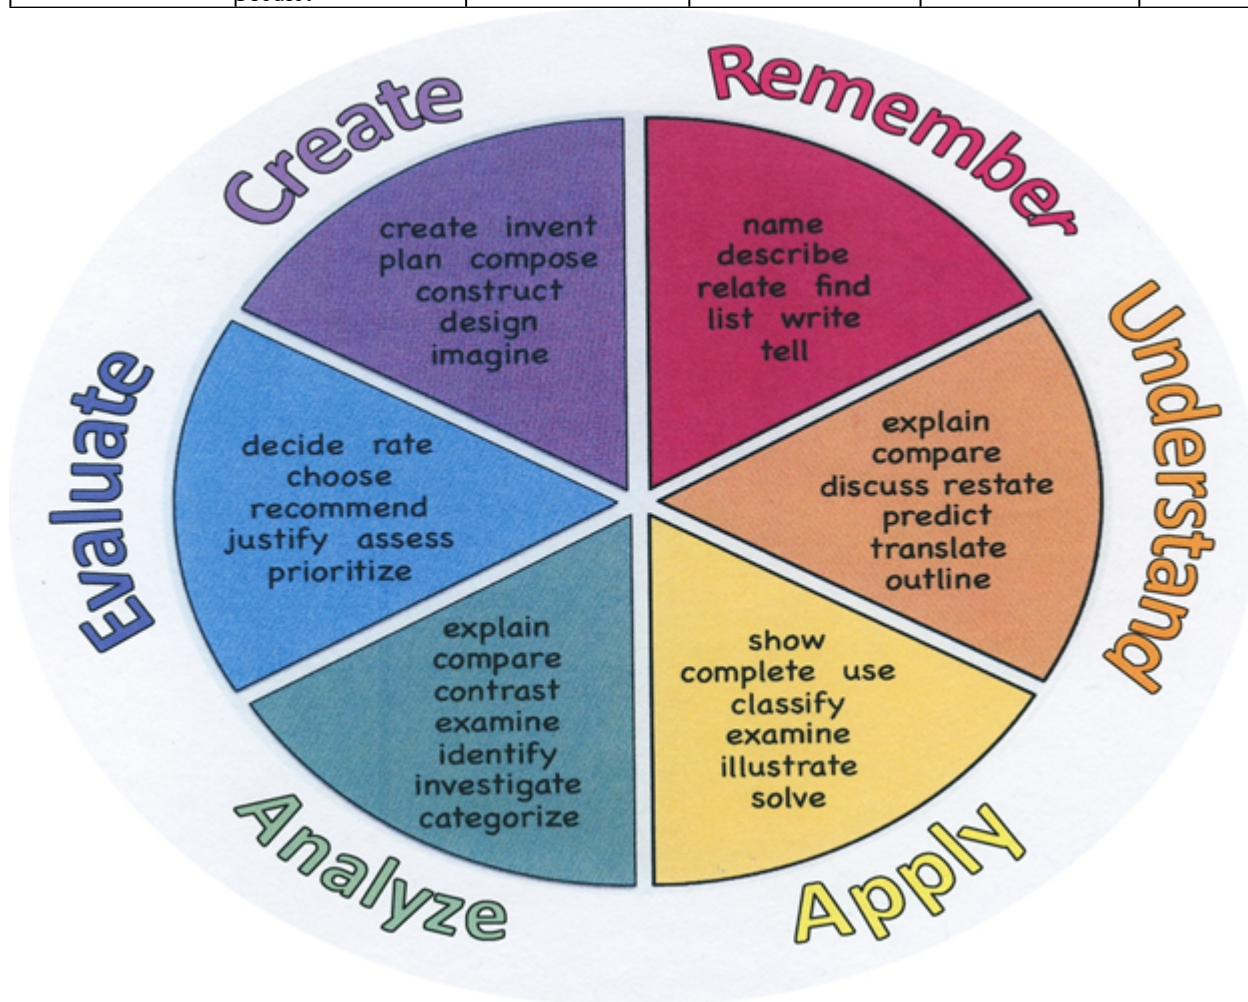 Create
Remember
create invent
plan compose
construct
design
imagine
name
describe
relate find
list write
tell
Understand
explain
compare
discuss restate
predict
translate
outline
Evaluate
decide rate
choose
recommend
justify assess
prioritize
explain
compare
contrast
examine
identify
investigate
categorize
Analyze
show
complete use
classify
examine
illustrate
solve
Apply